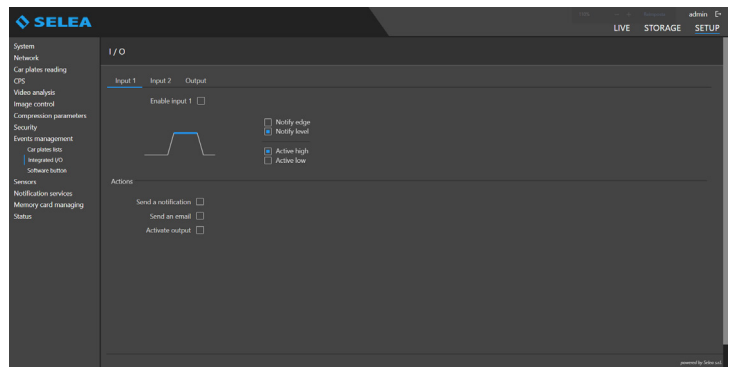 SELEA
admin
LIVE STORAGE SETUP
System
Network
Car plates reading
CPS
Video analysis
Image control
Compression parameters
Security
Events management
Car plates lists
Integrated I/O
Software button
Sensors
Notification services
Memory card managing
Status
I / O
Input 1 Input 2 Output
Enable input 1
Notify edge
Notify level
Active high
Active low
Actions
Send a notification
Send an email
Activate output
powered by Selea s.r.l.